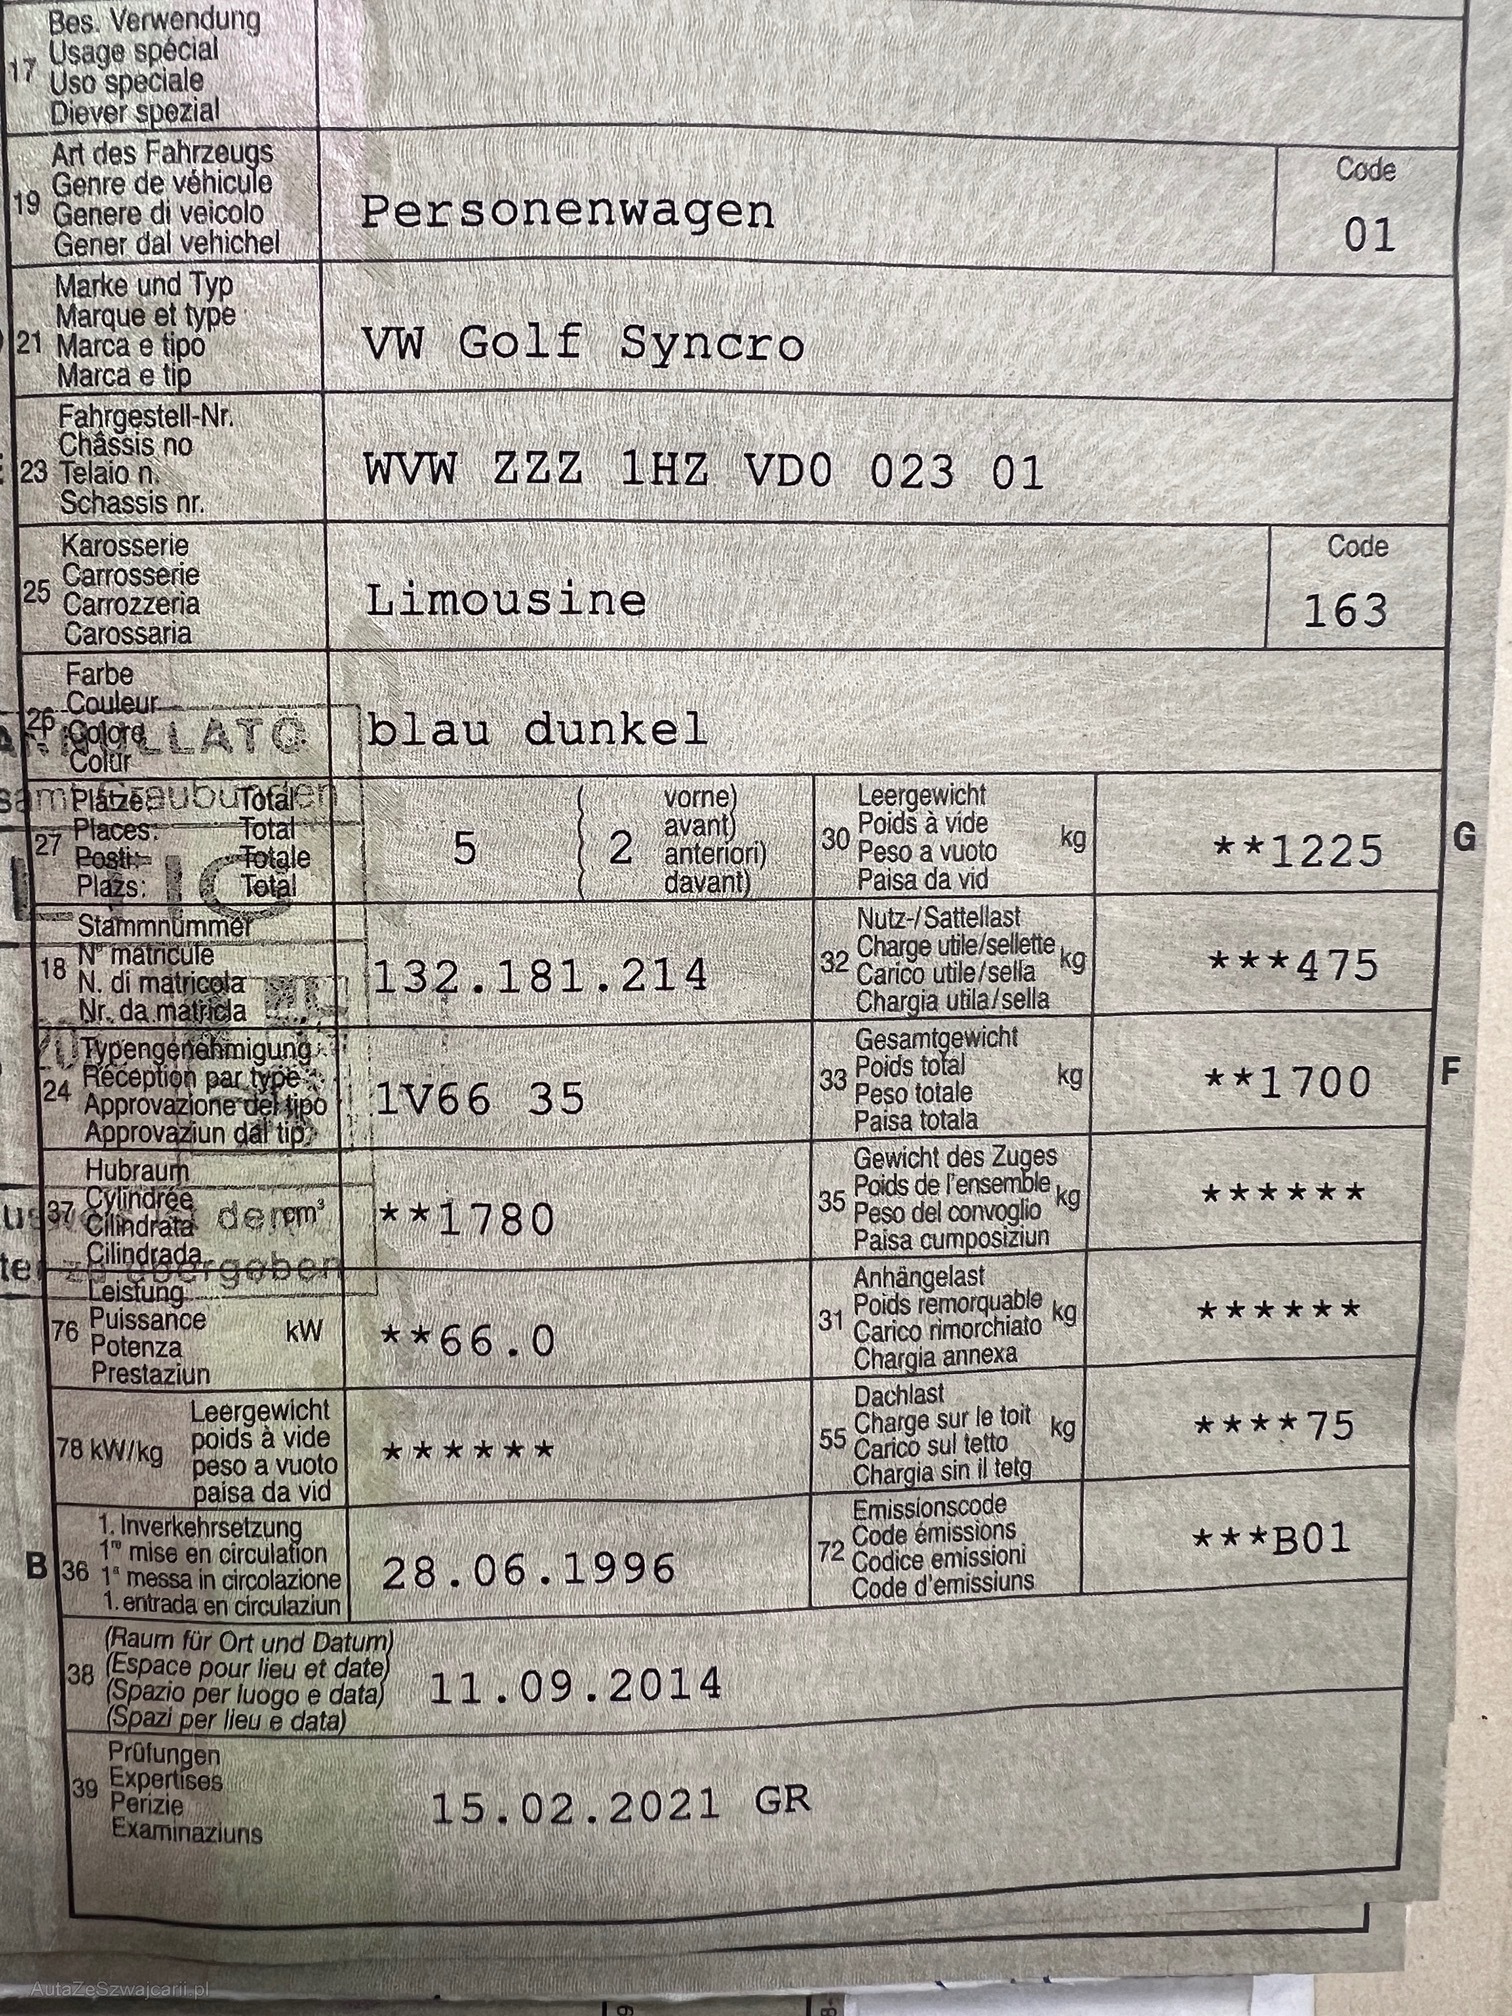 17 Bes. Verwendung
Usage spécial
Uso speciale
Diever spezial
19 Art des Fahrzeugs
Genre de véhicule
Genere di veicolo
Gener dal vehichel
Personenwagen
Code
01
21 Marke und Typ
Marque et type
Marca e tipo
Marca e tip
VW Golf Syncro
23 Fahrgestell-Nr.
Châssis no
Telaio n.
Schassis nr.
WVW ZZZ 1HZ VD0 023 01
25 Karosserie
Carrosserie
Carrozzeria
Carossaria
Limousine
Code
163
26 Farbe
Couleur
Colore
Colur
blau dunkel
ANNULLATO
Graubünden
27 Plätze: Total
Places: Total
Posti: Totale
Plazs: Total
5 ( 2 vorne)
( avant)
( anteriori)
( davant)
30 Leergewicht
Poids à vide
Peso a vuoto
Paisa da vid
kg
**1225
G
18 Stammnummer
N° matricule
N. di matricola
Nr. da matricla
132.181.214
32 Nutz-/Sattellast
Charge utile/sellette
Carico utile/sella
Chargia utila/sella
kg
***475
24 Typengenehmigung
Réception par type
Approvazione del tipo
Approvaziun dal tip
1V66 35
33 Gesamtgewicht
Poids total
Peso totale
Paisa totala
kg
**1700
F
37 Hubraum
Cylindrée
Cilindrata
Cilindrada
cm³
**1780
dem
übergeben
35 Gewicht des Zuges
Poids de l'ensemble
Peso del convoglio
Paisa cumposiziun
kg
******
76 Leistung
Puissance
Potenza
Prestaziun
kW
**66.0
31 Anhängelast
Poids remorquable
Carico rimorchiato
Chargia annexa
kg
******
78 kW/kg
Leergewicht
poids à vide
peso a vuoto
paisa da vid
******
55 Dachlast
Charge sur le toit
Carico sul tetto
Chargia sin il tetg
kg
****75
B 36 1. Inverkehrsetzung
1re mise en circulation
1a messa in circolazione
1. entrada en circulaziun
28.06.1996
72 Emissionscode
Code émissions
Codice emissioni
Code d'emissiuns
***B01
38 (Raum für Ort und Datum)
(Espace pour lieu et date)
(Spazio per luogo e data)
(Spazi per lieu e data)
11.09.2014
39 Prüfungen
Expertises
Perizie
Examinaziuns
15.02.2021 GR
AutaZeSzwajcarii.pl